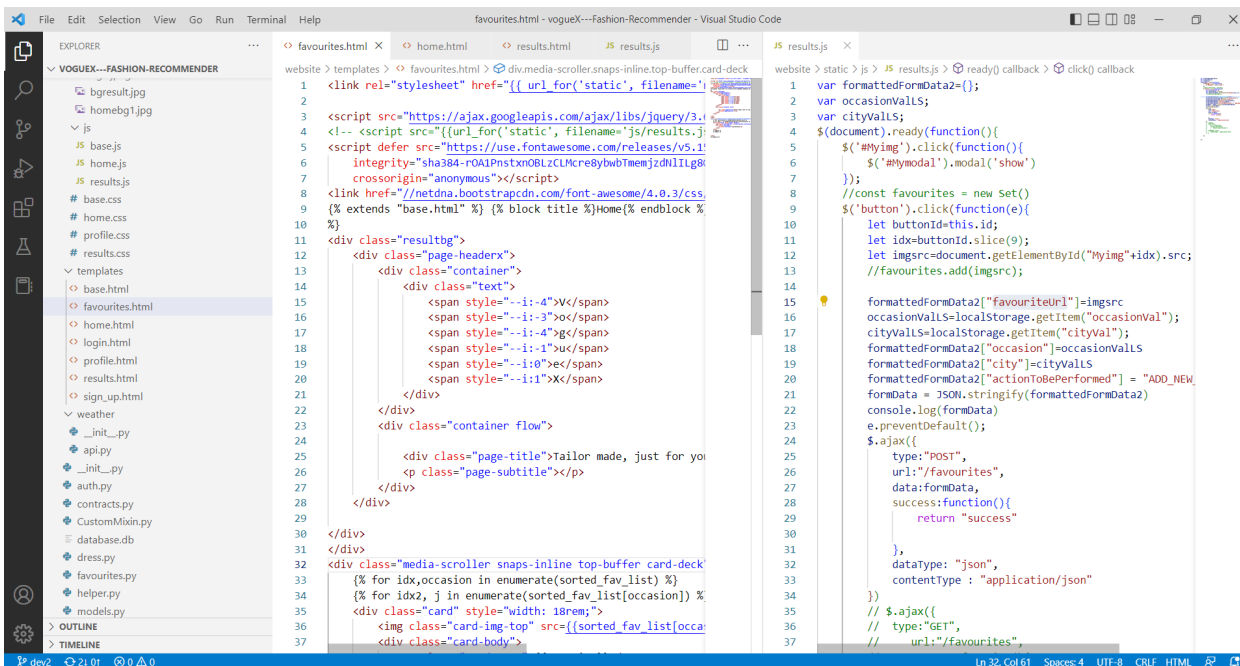 File Edit Selection View Go Run Terminal Help favourites.html - vogueX---Fashion-Recommender - Visual Studio Code
EXPLORER
VOGUEX---FASHION-RECOMMENDER
bgresult.jpg
homebg1.jpg
js
JS base.js
JS home.js
JS results.js
# base.css
# home.css
# profile.css
# results.css
templates
<> base.html
<> favourites.html
<> home.html
<> login.html
<> profile.html
<> results.html
<> sign_up.html
weather
__init__.py
api.py
__init__.py
auth.py
contracts.py
CustomMixin.py
database.db
dress.py
favourites.py
helper.py
models.py
OUTLINE
TIMELINE
<> favourites.html <> home.html <> results.html JS results.js
website > templates > <> favourites.html > div.media-scroller.snaps-inline.top-buffer.card-deck
1 <link rel="stylesheet" href="{{ url_for('static', filename='
2
3 <script src="https://ajax.googleapis.com/ajax/libs/jquery/3.
4 <!-- <script src="{{url_for('static', filename='js/results.js
5 <script defer src="https://use.fontawesome.com/releases/v5.15
6 integrity="sha384-rOA1PnstxnOBLzCLMcre8ybwbTmemjzdNlILg8O
7 crossorigin="anonymous"></script>
8 <link href="//netdna.bootstrapcdn.com/font-awesome/4.0.3/css/
9 {% extends "base.html" %} {% block title %}Home{% endblock %
10 %}
11 <div class="resultbg">
12 <div class="page-headerx">
13 <div class="container">
14 <div class="text">
15 <span style="--i:-4">V</span>
16 <span style="--i:-3">o</span>
17 <span style="--i:-4">g</span>
18 <span style="--i:-1">u</span>
19 <span style="--i:0">e</span>
20 <span style="--i:1">X</span>
21 </div>
22 </div>
23 <div class="container flow">
24
25 <div class="page-title">Tailor made, just for you
26 <p class="page-subtitle"></p>
27 </div>
28 </div>
29
30 </div>
31 </div>
32 <div class="media-scroller snaps-inline top-buffer card-deck"
33 {% for idx,occasion in enumerate(sorted_fav_list) %}
34 {% for idx2, j in enumerate(sorted_fav_list[occasion]) %
35 <div class="card" style="width: 18rem;">
36 <img class="card-img-top" src={{sorted_fav_list[occas
37 <div class="card-body">
JS results.js
website > static > js > JS results.js > ready() callback > click() callback
1 var formattedFormData2={};
2 var occasionValLS;
3 var cityValLS;
4 $(document).ready(function(){
5 $('#Myimg').click(function(){
6 $('#Mymodal').modal('show')
7 });
8 //const favourites = new Set()
9 $('button').click(function(e){
10 let buttonId=this.id;
11 let idx=buttonId.slice(9);
12 let imgsrc=document.getElementById("Myimg"+idx).src;
13 //favourites.add(imgsrc);
14
15 formattedFormData2["favouriteUrl"]=imgsrc
16 occasionValLS=localStorage.getItem("occasionVal");
17 cityValLS=localStorage.getItem("cityVal");
18 formattedFormData2["occasion"]=occasionValLS
19 formattedFormData2["city"]=cityValLS
20 formattedFormData2["actionToBePerformed"] = "ADD_NEW_
21 formData = JSON.stringify(formattedFormData2)
22 console.log(formData)
23 e.preventDefault();
24 $.ajax({
25 type:"POST",
26 url:"/favourites",
27 data:formData,
28 success:function(){
29 return "success"
30
31 },
32 dataType: "json",
33 contentType : "application/json"
34 })
35 // $.ajax({
36 // type:"GET",
37 // url:"/favourites",
dev2 2↓ 0↑ 0 0 Ln 32, Col 61 Spaces: 4 UTF-8 CRLF HTML